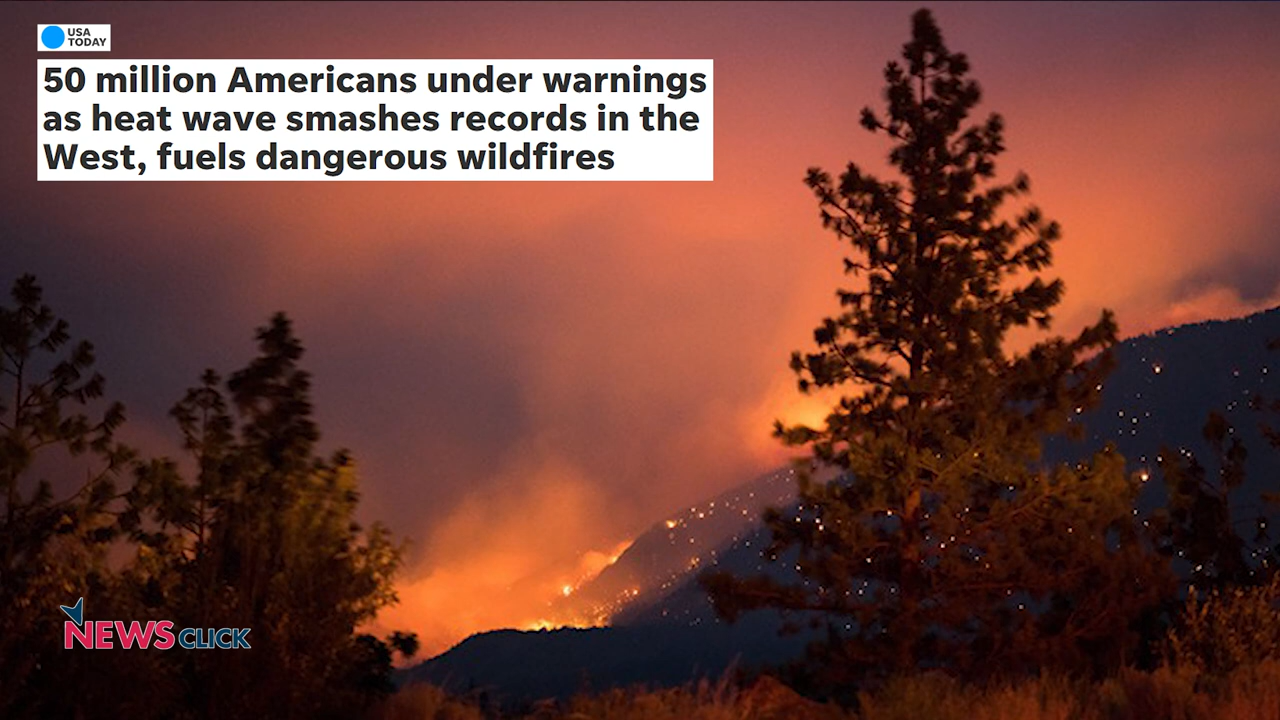 USA
TODAY
50 million Americans under warnings
as heat wave smashes records in the
West, fuels dangerous wildfires
NEWSCLICK